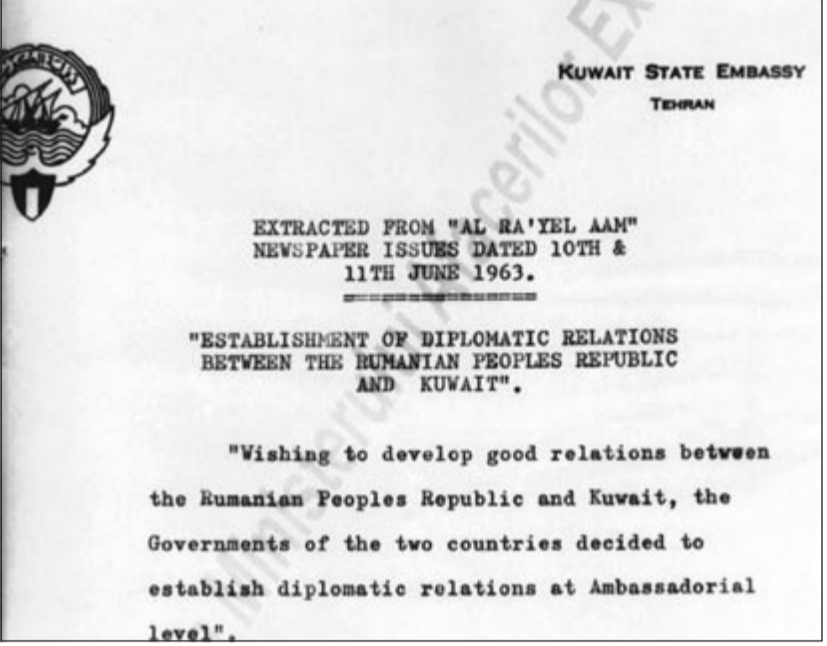 KUWAIT STATE EMBASSY
TEHRAN
EXTRACTED FROM "AL RA'YEL AAM"
NEWSPAPER ISSUES DATED 10TH &
11TH JUNE 1963.
"ESTABLISHMENT OF DIPLOMATIC RELATIONS
BETWEEN THE RUMANIAN PEOPLES REPUBLIC
AND KUWAIT".
"Wishing to develop good relations between
the Rumanian Peoples Republic and Kuwait, the
Governments of the two countries decided to
establish diplomatic relations at Ambassadorial
level".